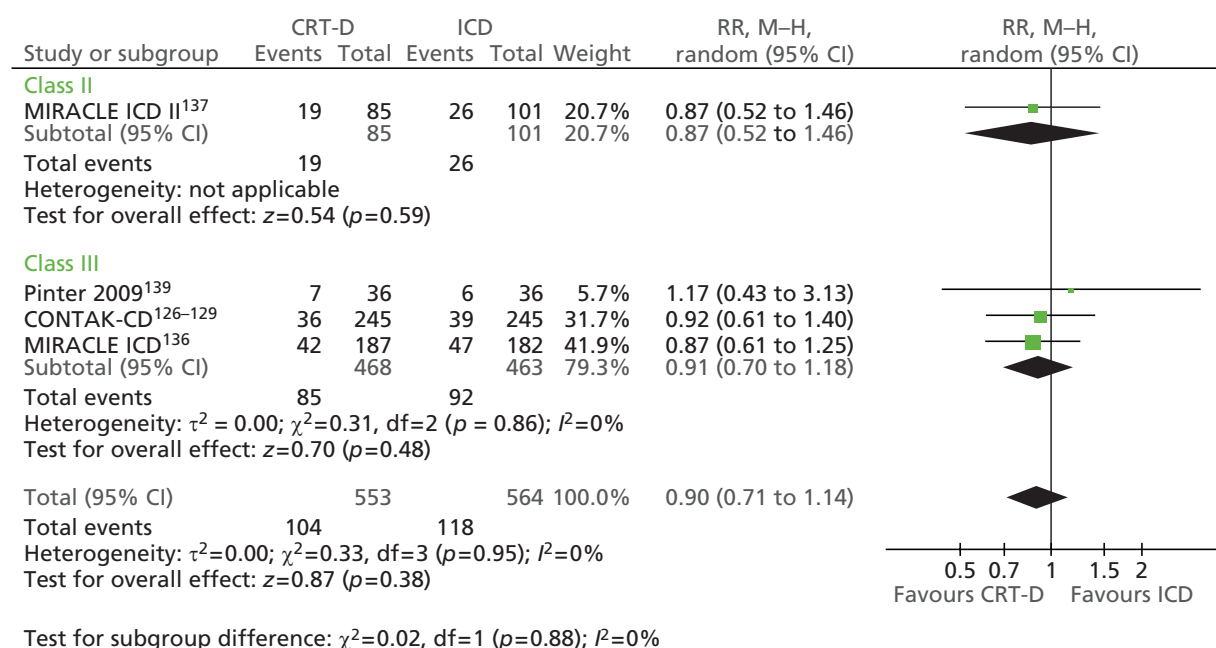 CRT-D ICD RR, M–H, RR, M–H,
Study or subgroup Events Total Events Total Weight random (95% CI) random (95% CI)
Class II
MIRACLE ICD II¹³⁷ 19 85 26 101 20.7% 0.87 (0.52 to 1.46)
Subtotal (95% CI) 85 101 20.7% 0.87 (0.52 to 1.46)
Total events 19 26
Heterogeneity: not applicable
Test for overall effect: z=0.54 (p=0.59)
Class III
Pinter 2009¹³⁹ 7 36 6 36 5.7% 1.17 (0.43 to 3.13)
CONTAK-CD¹²⁶⁻¹²⁹ 36 245 39 245 31.7% 0.92 (0.61 to 1.40)
MIRACLE ICD¹³⁶ 42 187 47 182 41.9% 0.87 (0.61 to 1.25)
Subtotal (95% CI) 468 463 79.3% 0.91 (0.70 to 1.18)
Total events 85 92
Heterogeneity: τ² = 0.00; χ²=0.31, df=2 (p = 0.86); I²=0%
Test for overall effect: z=0.70 (p=0.48)
Total (95% CI) 553 564 100.0% 0.90 (0.71 to 1.14)
Total events 104 118
Heterogeneity: τ²=0.00; χ²=0.33, df=3 (p=0.95); I²=0%
Test for overall effect: z=0.87 (p=0.38)
0.5 0.7 1 1.5 2
Favours CRT-D Favours ICD
Test for subgroup difference: χ²=0.02, df=1 (p=0.88); I²=0%